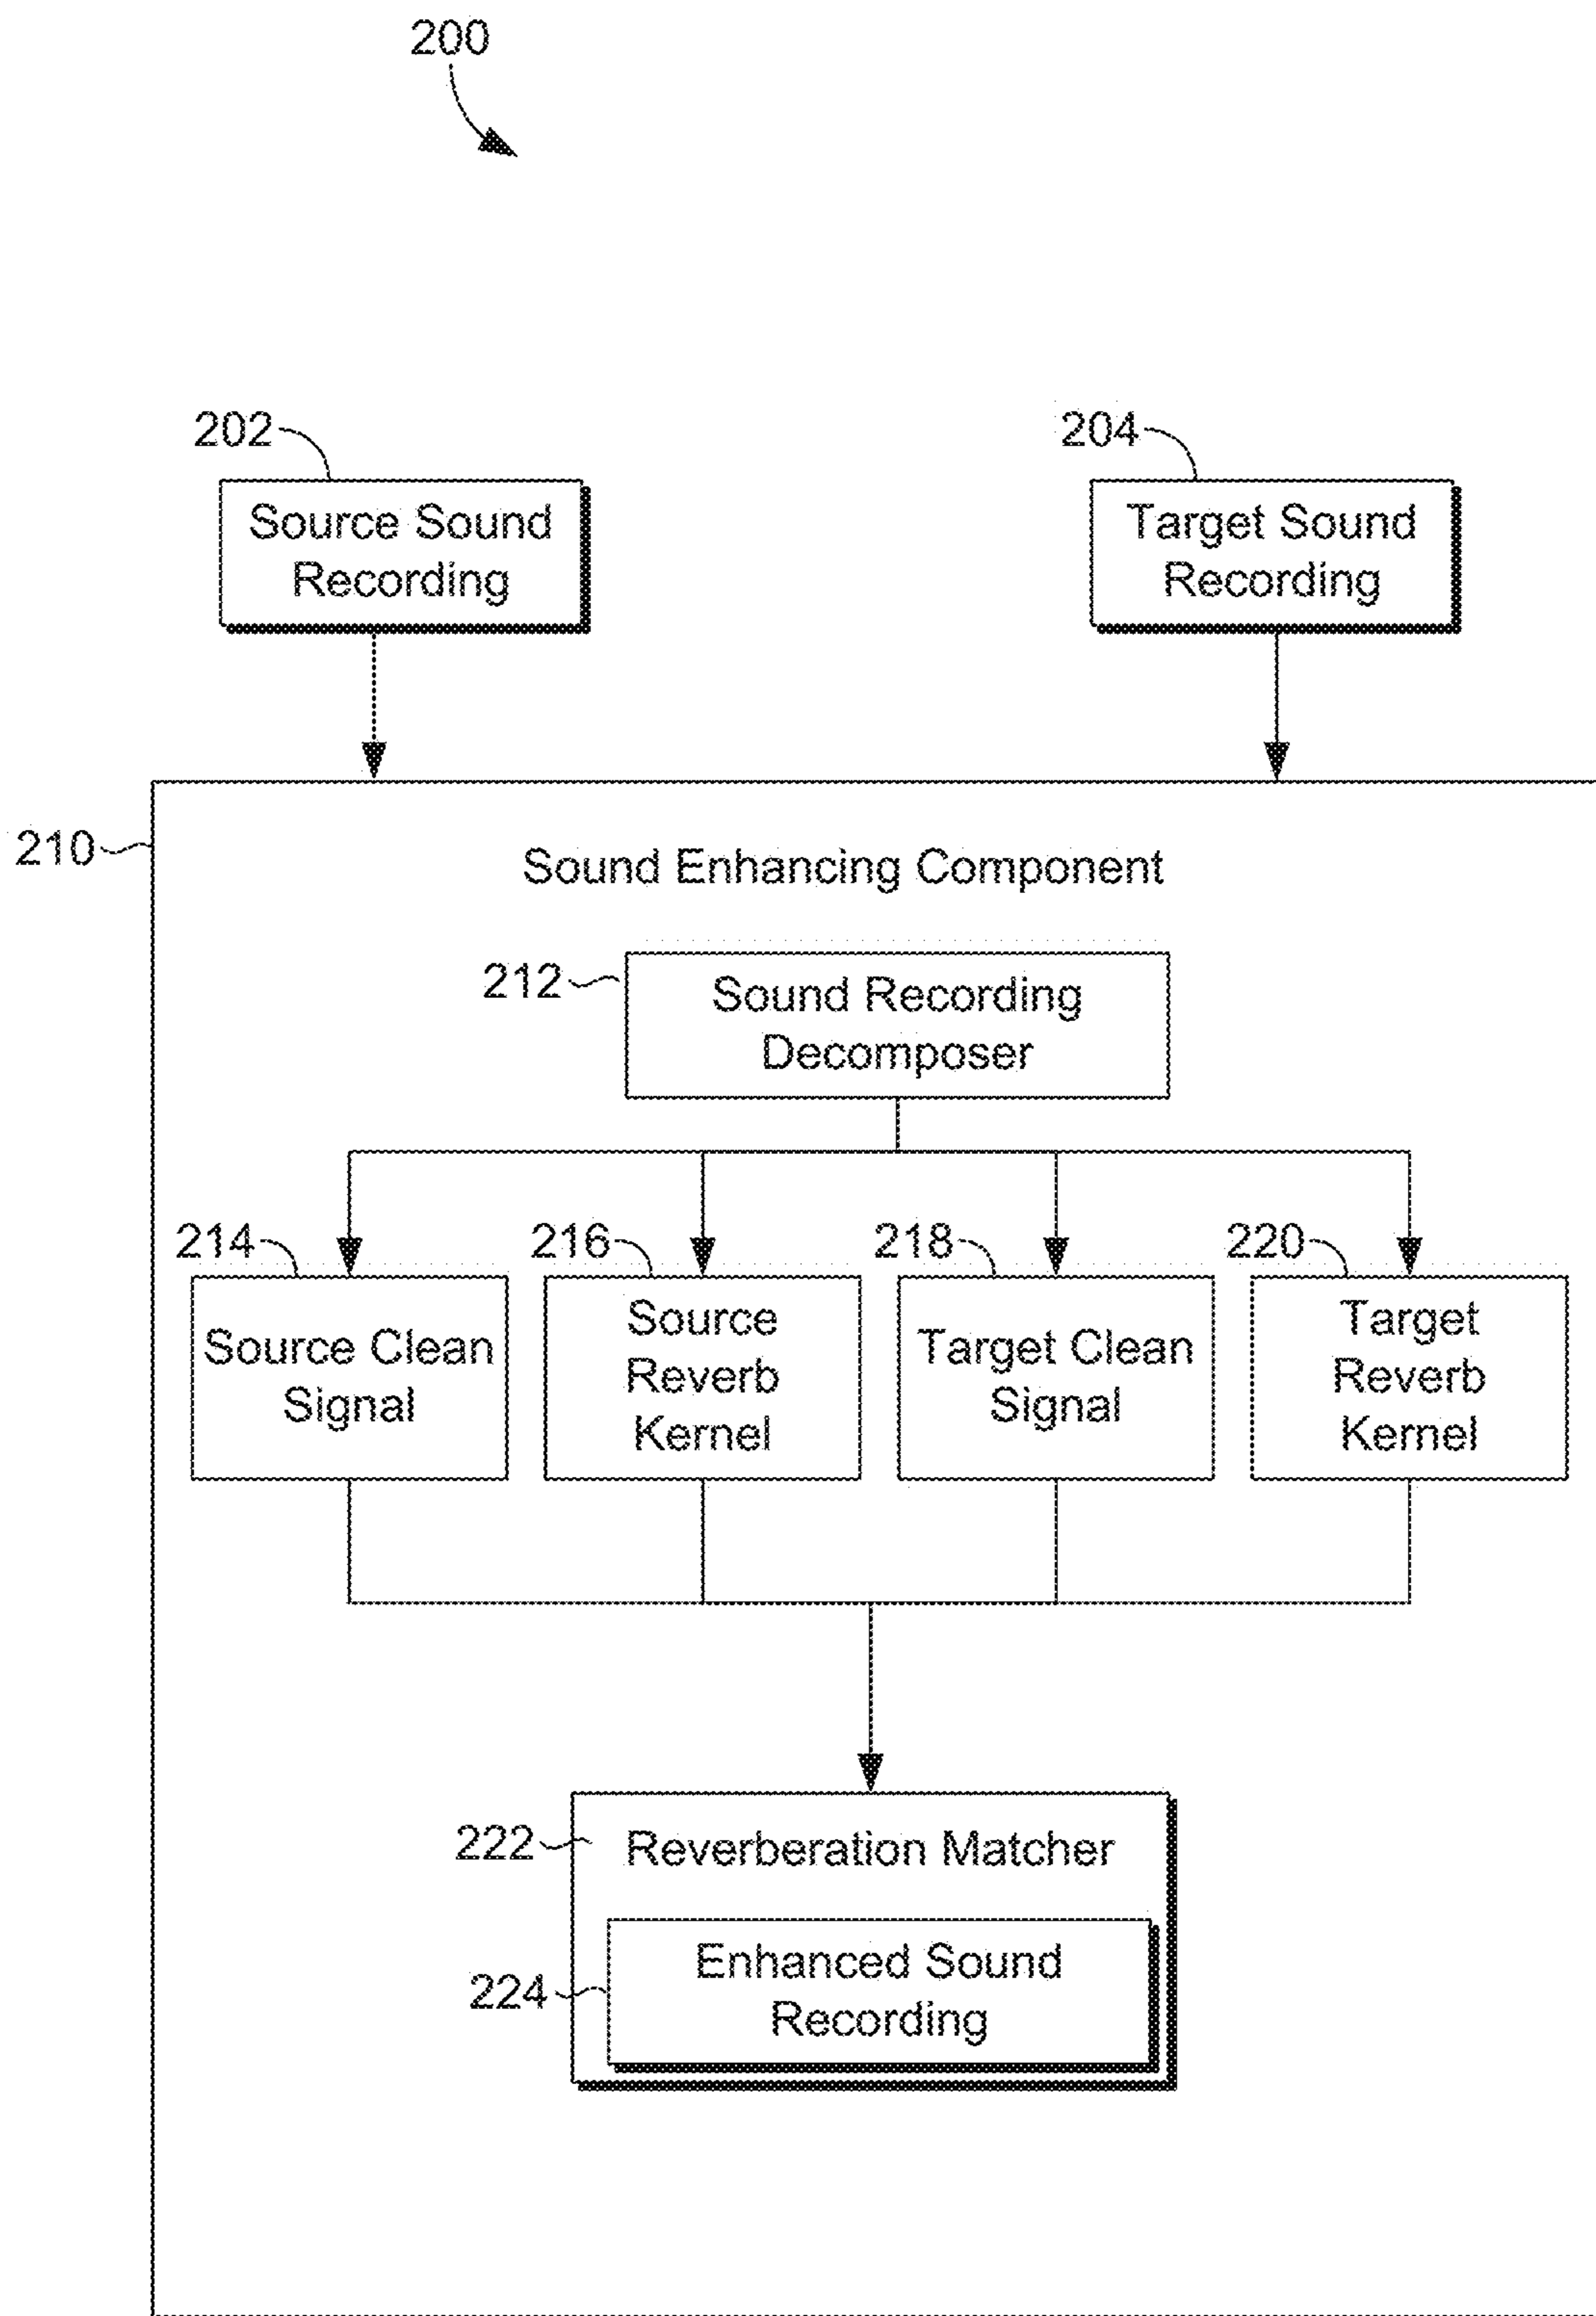 200
202
Source Sound
Recording
204
Target Sound
Recording
210
Sound Enhancing Component
212
Sound Recording
Decomposer
214
Source Clean
Signal
216
Source
Reverb
Kernel
218
Target Clean
Signal
220
Target
Reverb
Kernel
222
Reverberation Matcher
224
Enhanced Sound
Recording